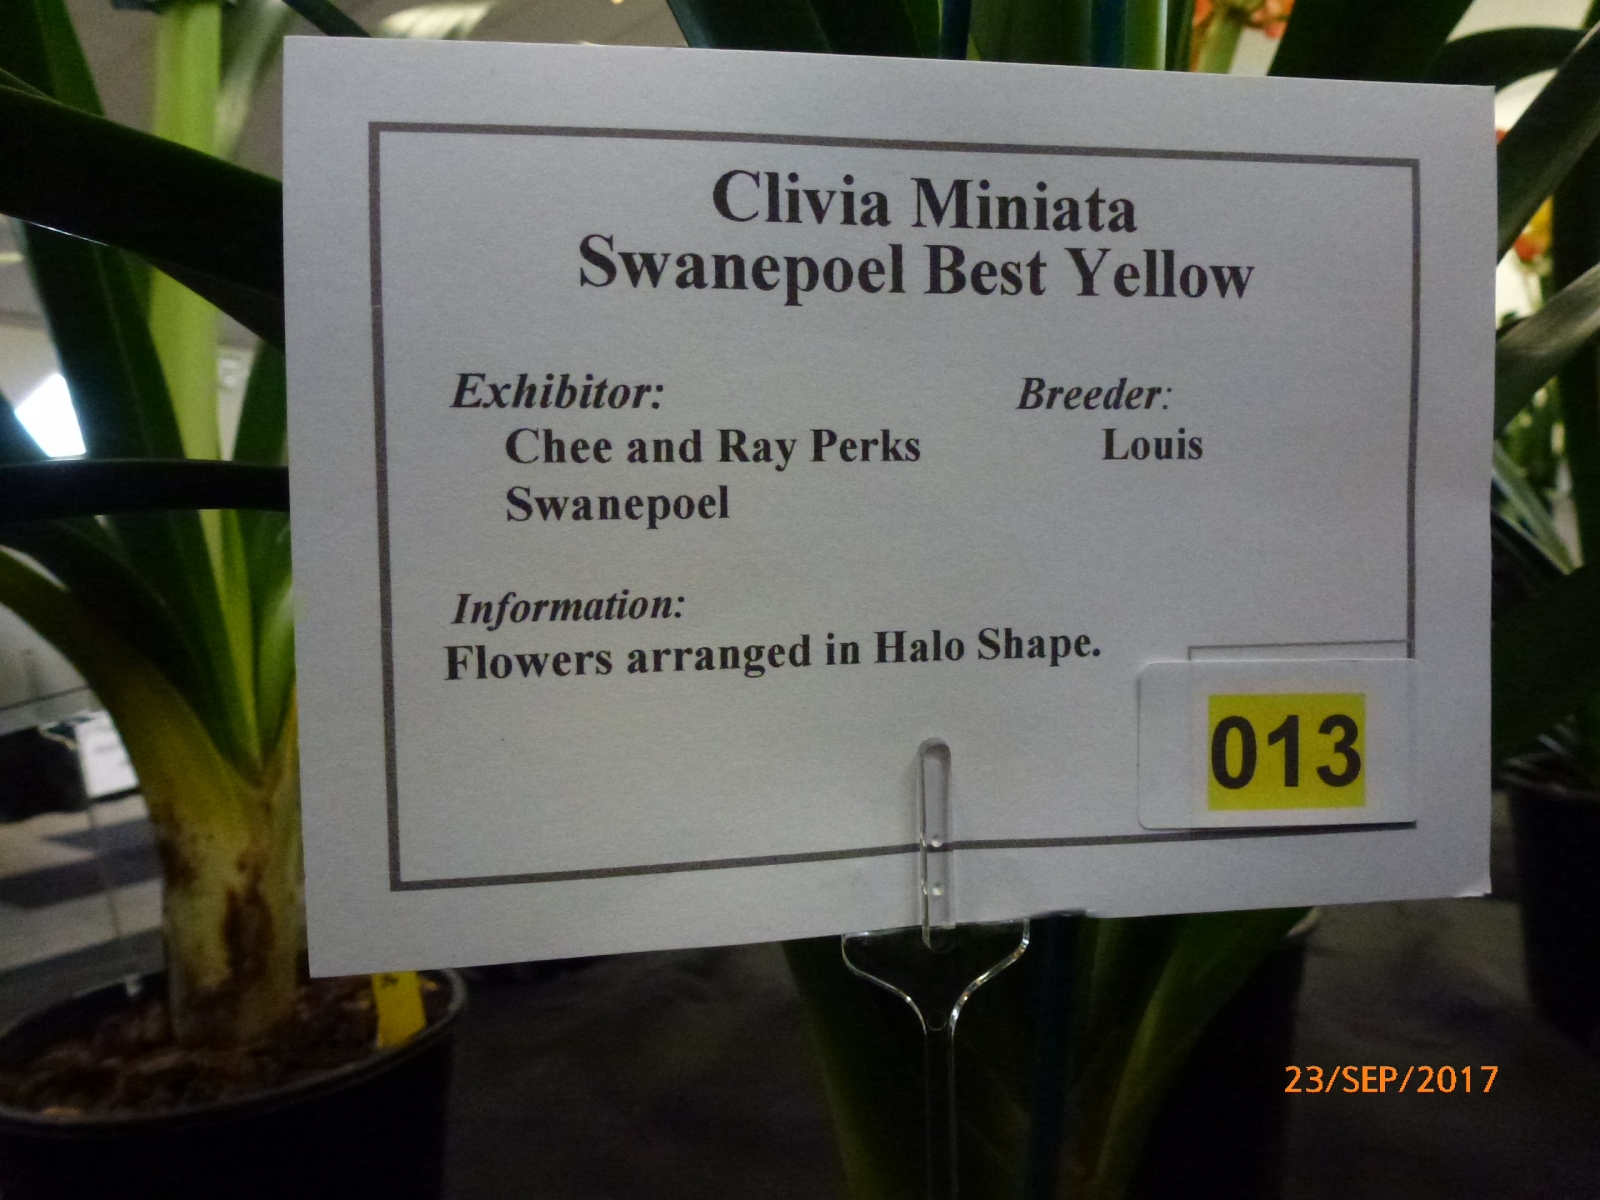 Clivia Miniata
Swanepoel Best Yellow
Exhibitor: Breeder:
Chee and Ray Perks Louis
Swanepoel
Information:
Flowers arranged in Halo Shape.
013
23/SEP/2017